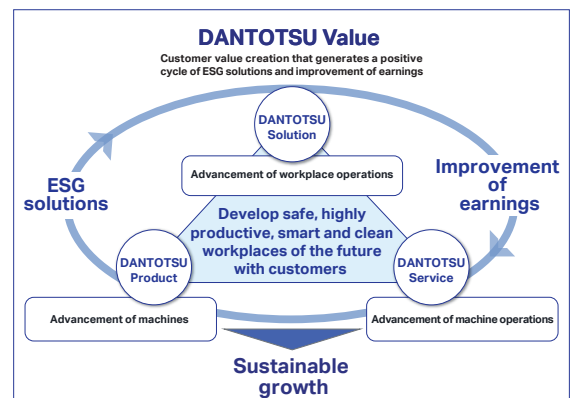 DANTOTSU Value
Customer value creation that generates a positive
cycle of ESG solutions and improvement of earnings
DANTOTSU
Solution
Advancement of workplace operations
ESG
solutions
Improvement
of
earnings
Develop safe, highly
productive, smart and clean
workplaces of the future
with customers
DANTOTSU
Product
DANTOTSU
Service
Advancement of machines
Advancement of machine operations
Sustainable
growth